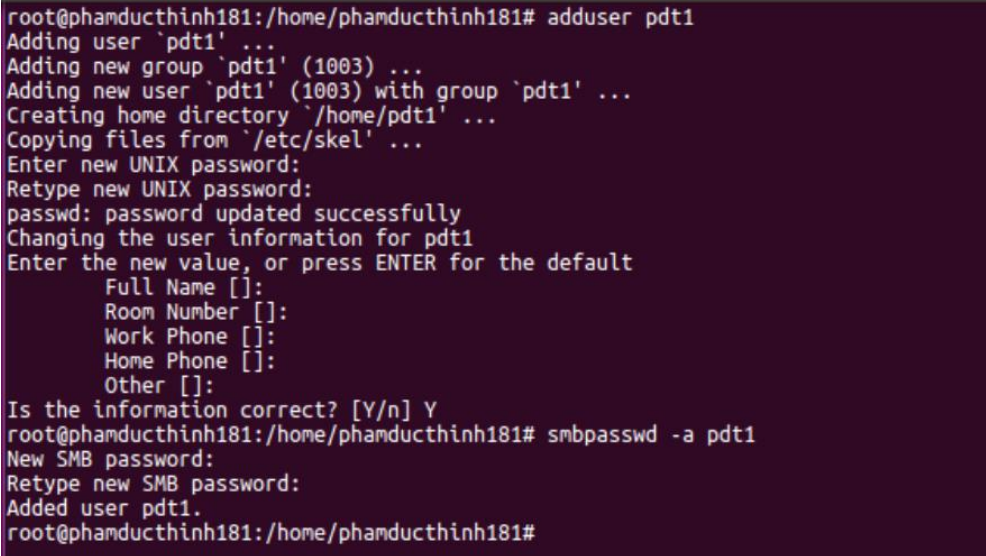 root@phamducthinh181:/home/phamducthinh181# adduser pdt1
Adding user `pdt1' ...
Adding new group `pdt1' (1003) ...
Adding new user `pdt1' (1003) with group `pdt1' ...
Creating home directory `/home/pdt1' ...
Copying files from `/etc/skel' ...
Enter new UNIX password:
Retype new UNIX password:
passwd: password updated successfully
Changing the user information for pdt1
Enter the new value, or press ENTER for the default
        Full Name []:
        Room Number []:
        Work Phone []:
        Home Phone []:
        Other []:
Is the information correct? [Y/n] Y
root@phamducthinh181:/home/phamducthinh181# smbpasswd -a pdt1
New SMB password:
Retype new SMB password:
Added user pdt1.
root@phamducthinh181:/home/phamducthinh181#